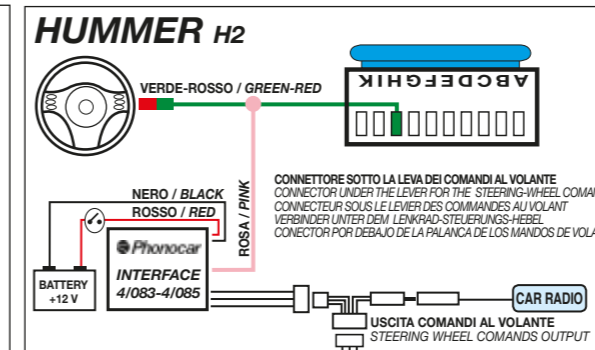 HUMMER H2
VERDE-ROSSO / GREEN-RED
ABCDEFGHIK
NERO / BLACK
ROSSO / RED
ROSA / PINK
CONNETTORE SOTTO LA LEVA DEI COMANDI AL VOLANTE
CONNECTOR UNDER THE LEVER FOR THE STEERING-WHEEL COMA
CONNECTEUR SOUS LE LEVIER DES COMMANDES AU VOLANT
VERBINDER UNTER DEM LENKRAD-STEUERUNGS-HEBEL
CONECTOR POR DEBAJO DE LA PALANCA DE LOS MANDOS DE VOLA
Phonocar
INTERFACE
4/083-4/085
BATTERY
+12 V
CAR RADIO
USCITA COMANDI AL VOLANTE
STEERING WHEEL COMANDS OUTPUT